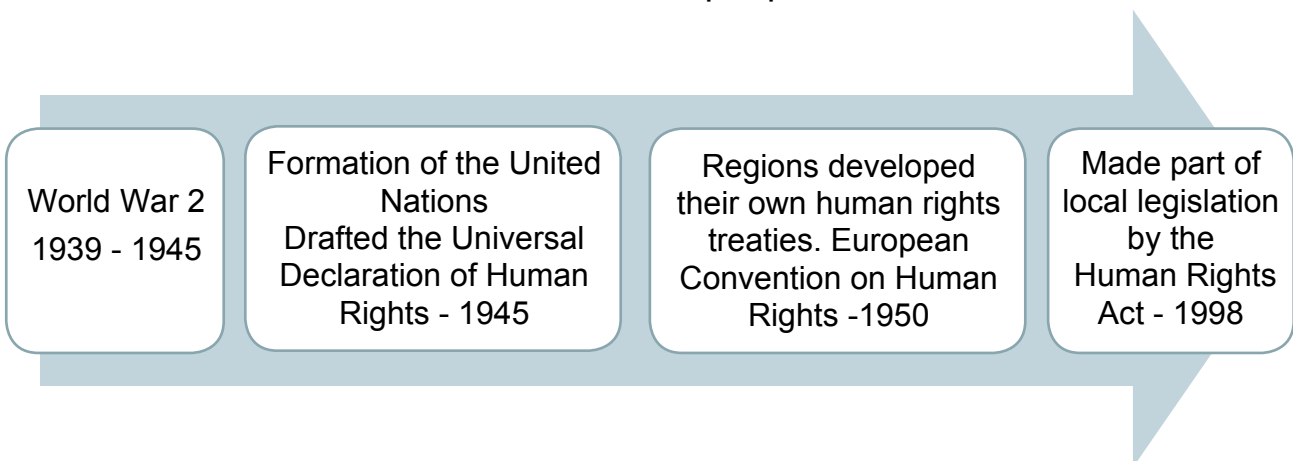 World War 2
1939 - 1945
Formation of the United
Nations
Drafted the Universal
Declaration of Human
Rights - 1945
Regions developed
their own human rights
treaties. European
Convention on Human
Rights -1950
Made part of
local legislation
by the
Human Rights
Act - 1998